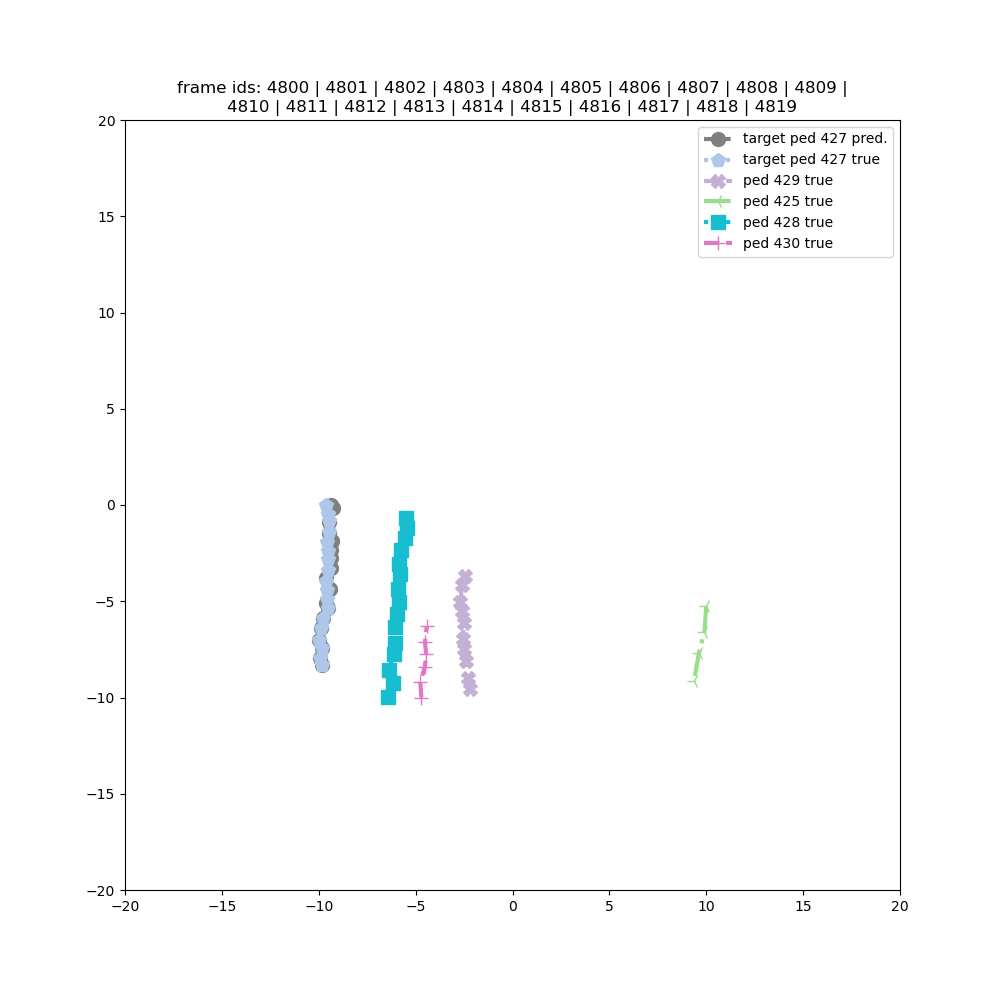 frame ids: 4800 | 4801 | 4802 | 4803 | 4804 | 4805 | 4806 | 4807 | 4808 | 4809 |
4810 | 4811 | 4812 | 4813 | 4814 | 4815 | 4816 | 4817 | 4818 | 4819
target ped 427 pred.
target ped 427 true
ped 429 true
ped 425 true
ped 428 true
ped 430 true
20
15
10
5
0
−5
−10
−15
−20
−20 −15 −10 −5 0 5 10 15 20